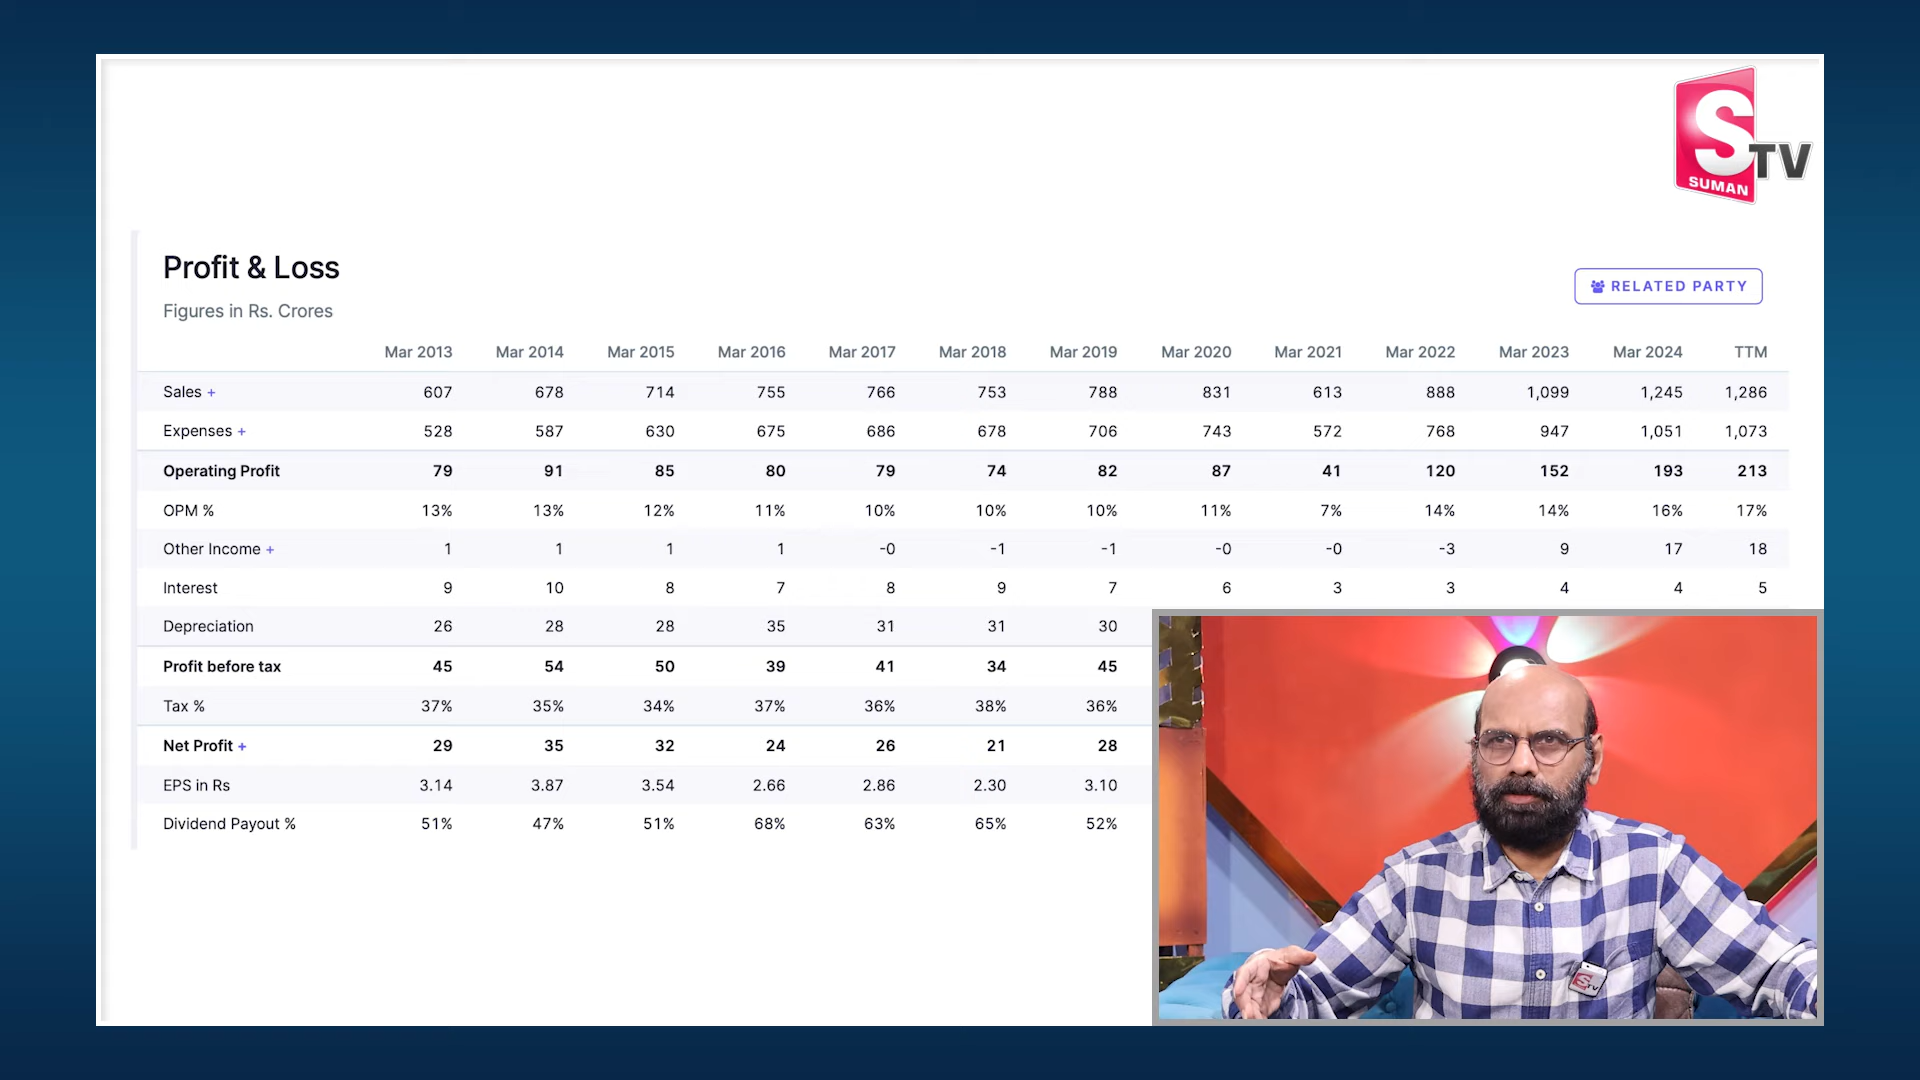 S
TV
SUMAN
Profit & Loss
RELATED PARTY
Figures in Rs. Crores
Mar 2013 Mar 2014 Mar 2015 Mar 2016 Mar 2017 Mar 2018 Mar 2019 Mar 2020 Mar 2021 Mar 2022 Mar 2023 Mar 2024 TTM
Sales + 607 678 714 755 766 753 788 831 613 888 1,099 1,245 1,286
Expenses + 528 587 630 675 686 678 706 743 572 768 947 1,051 1,073
Operating Profit 79 91 85 80 79 74 82 87 41 120 152 193 213
OPM % 13% 13% 12% 11% 10% 10% 10% 11% 7% 14% 14% 16% 17%
Other Income + 1 1 1 1 -0 -1 -1 -0 -0 -3 9 17 18
Interest 9 10 8 7 8 9 7 6 3 3 4 4 5
Depreciation 26 28 28 35 31 31 30
Profit before tax 45 54 50 39 41 34 45
Tax % 37% 35% 34% 37% 36% 38% 36%
Net Profit + 29 35 32 24 26 21 28
EPS in Rs 3.14 3.87 3.54 2.66 2.86 2.30 3.10
Dividend Payout % 51% 47% 51% 68% 63% 65% 52%
STV